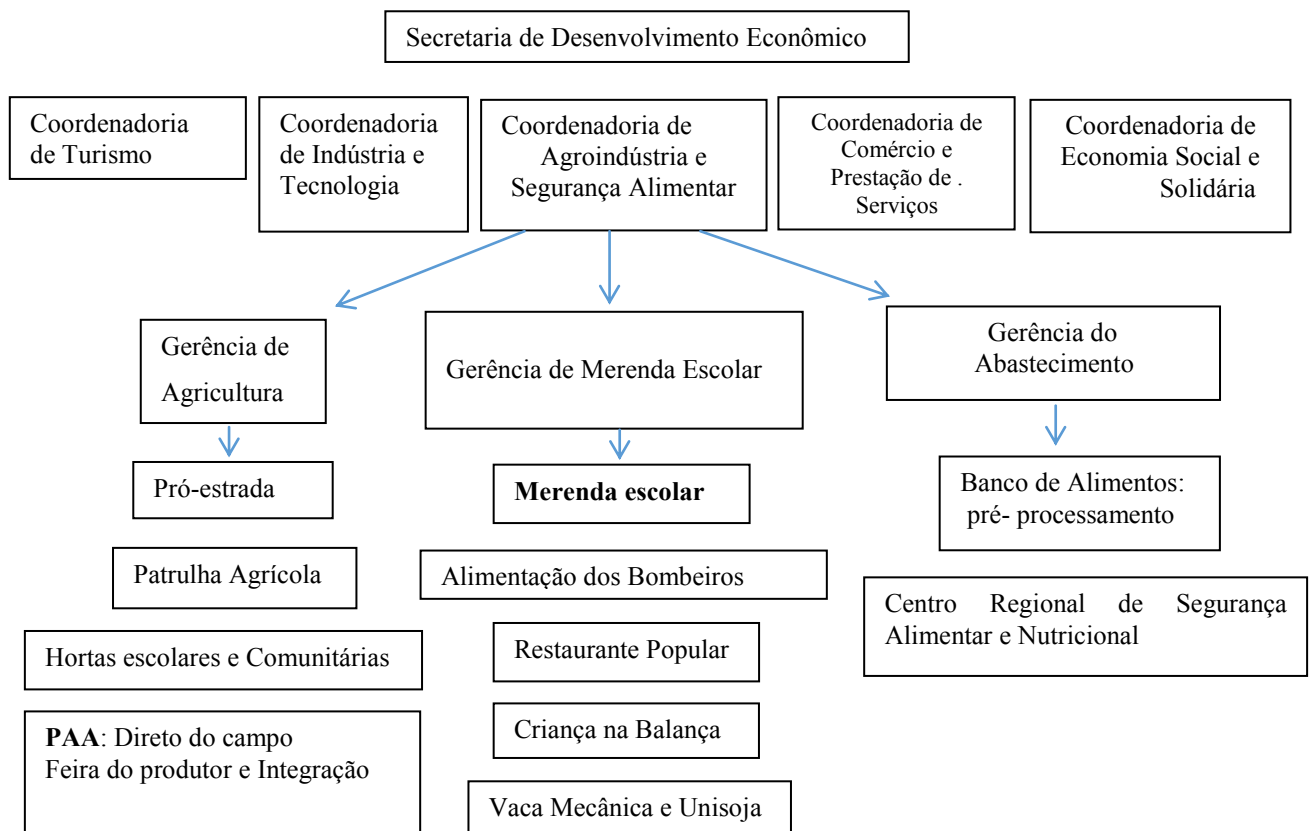 Secretaria de Desenvolvimento Econômico
Coordenadoria
de Turismo
Coordenadoria
de Indústria e
Tecnologia
Coordenadoria de
Agroindústria e
Segurança Alimentar
Coordenadoria de
Comércio e
Prestação de .
Serviços
Coordenadoria de
Economia Social e
Solidária
Gerência de
Agricultura
Gerência de Merenda Escolar
Gerência do
Abastecimento
Pró-estrada
Merenda escolar
Banco de Alimentos:
pré- processamento
Patrulha Agrícola
Alimentação dos Bombeiros
Centro Regional de Segurança
Alimentar e Nutricional
Hortas escolares e Comunitárias
Restaurante Popular
PAA: Direto do campo
Feira do produtor e Integração
Criança na Balança
Vaca Mecânica e Unisoja